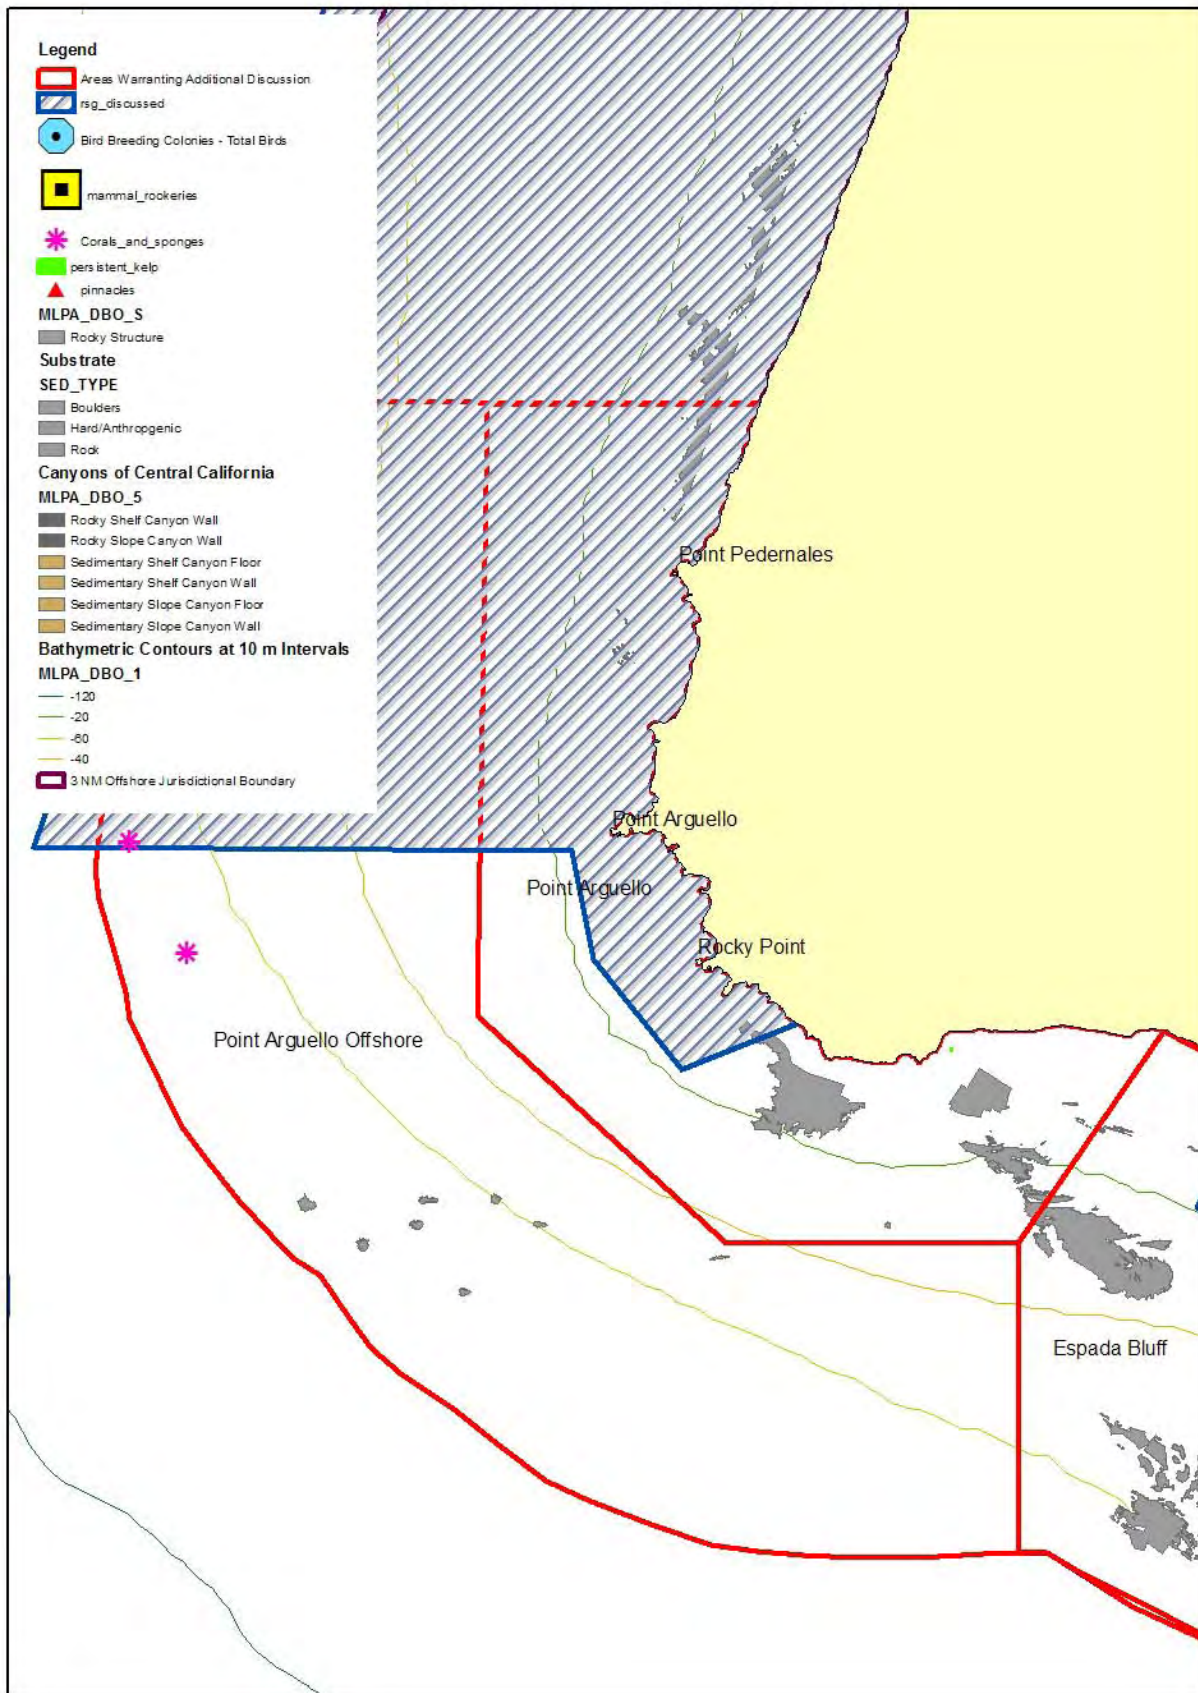 Legend
Areas Warranting Additional Discussion
rsg_discussed
Bird Breeding Colonies - Total Birds
mammal_rookeries
Corals_and_sponges
persistent_kelp
pinnacles
MLPA_DBO_S
Rocky Structure
Substrate
SED_TYPE
Boulders
Hard/Anthropgenic
Rock
Canyons of Central California
MLPA_DBO_5
Rocky Shelf Canyon Wall
Rocky Slope Canyon Wall
Sedimentary Shelf Canyon Floor
Sedimentary Shelf Canyon Wall
Sedimentary Slope Canyon Floor
Sedimentary Slope Canyon Wall
Bathymetric Contours at 10 m Intervals
MLPA_DBO_1
-120
-20
-60
-40
3 NM Offshore Jurisdictional Boundary
Point Pedernales
Point Arguello
Point Arguello
Rocky Point
Point Arguello Offshore
Espada Bluff